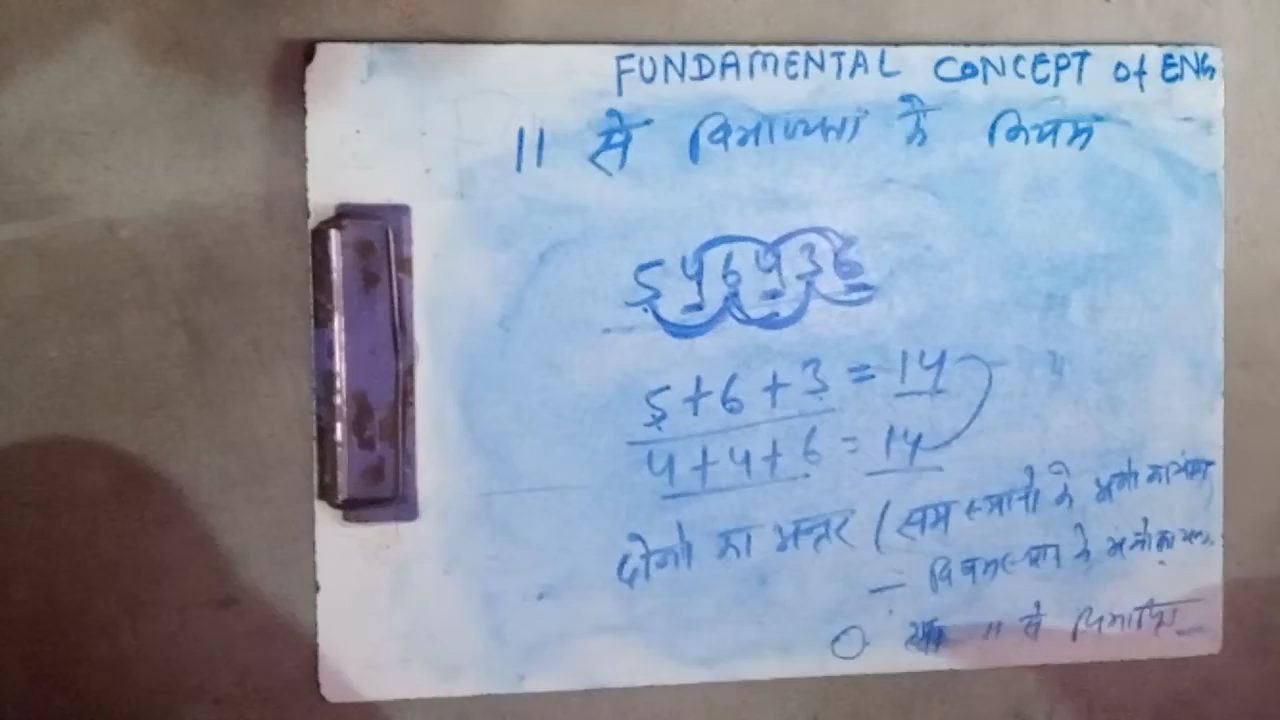 FUNDAMENTAL CONCEPT of ENG
11 से विभाज्यता के नियम
546436
5+6+3 = 14
4+4+6 = 14
दोनो का अन्तर (सम स्थानो के अंको का योग
- विषम स्थान के अंको का योग
0 या 11 से